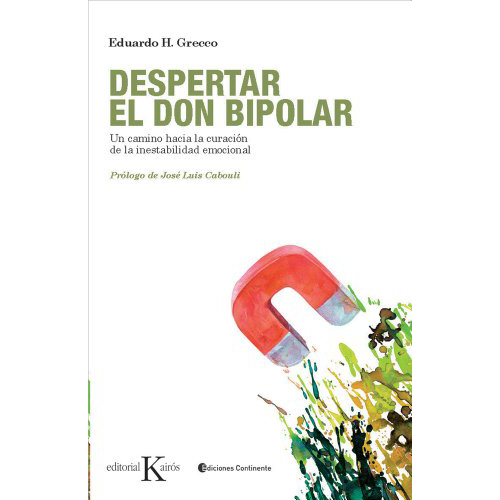 Eduardo H. Grecco
DESPERTAR
EL DON BIPOLAR
Un camino hacia la curación
de la inestabilidad emocional
Prólogo de José Luis Cabouli
editorial Kairós
ediciones Continente